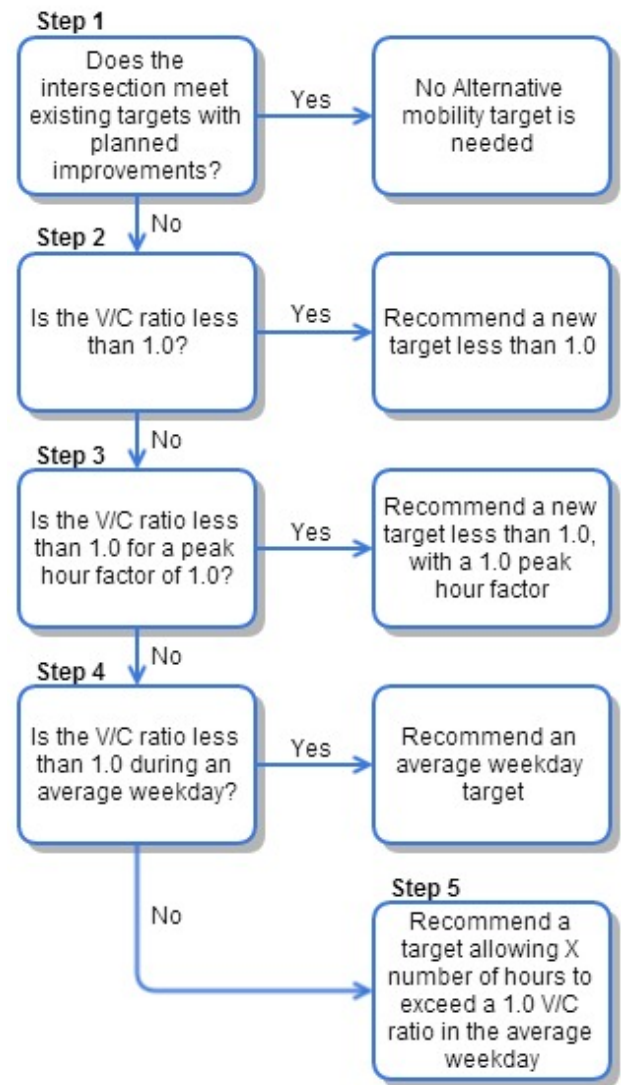 Step 1
Does the
intersection meet
existing targets with
planned
improvements?
Yes
No Alternative
mobility target is
needed
No
Step 2
Is the V/C ratio less
than 1.0?
Yes
Recommend a new
target less than 1.0
No
Step 3
Is the V/C ratio less
than 1.0 for a peak
hour factor of 1.0?
Yes
Recommend a new
target less than 1.0,
with a 1.0 peak
hour factor
No
Step 4
Is the V/C ratio less
than 1.0 during an
average weekday?
Yes
Recommend an
average weekday
target
No
Step 5
Recommend a
target allowing X
number of hours to
exceed a 1.0 V/C
ratio in the average
weekday